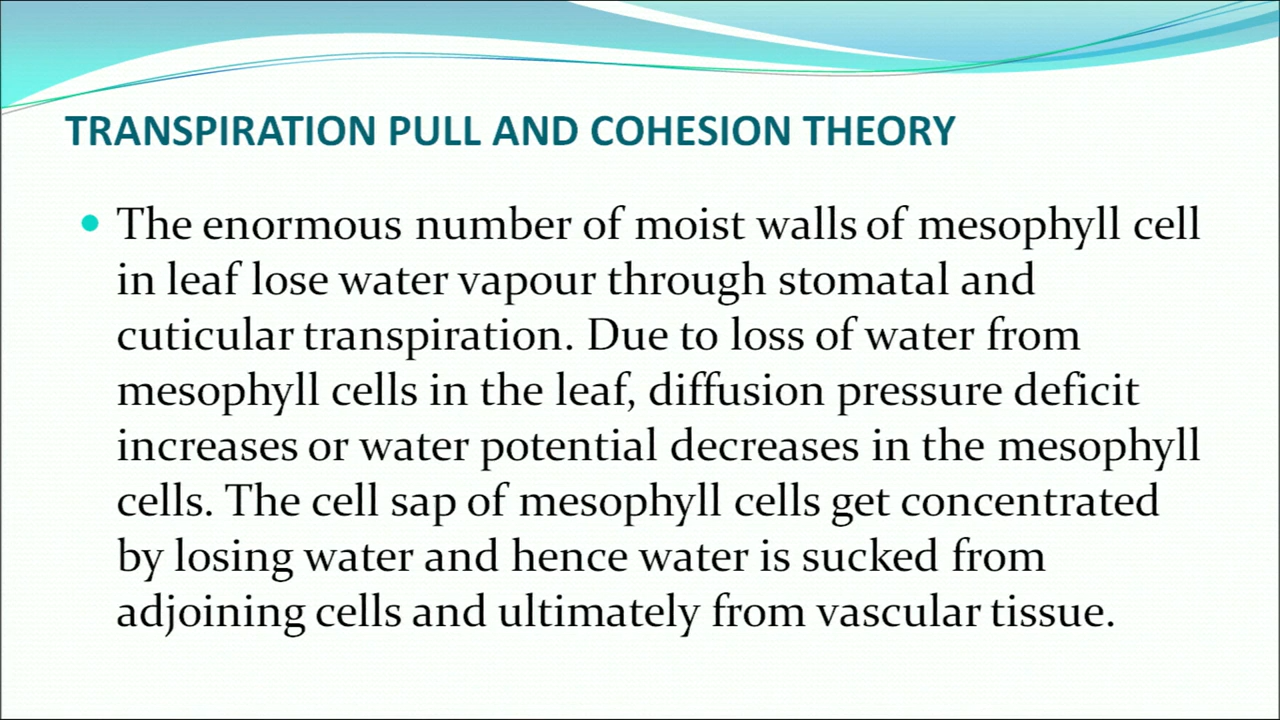 TRANSPIRATION PULL AND COHESION THEORY
• The enormous number of moist walls of mesophyll cell
in leaf lose water vapour through stomatal and
cuticular transpiration. Due to loss of water from
mesophyll cells in the leaf, diffusion pressure deficit
increases or water potential decreases in the mesophyll
cells. The cell sap of mesophyll cells get concentrated
by losing water and hence water is sucked from
adjoining cells and ultimately from vascular tissue.